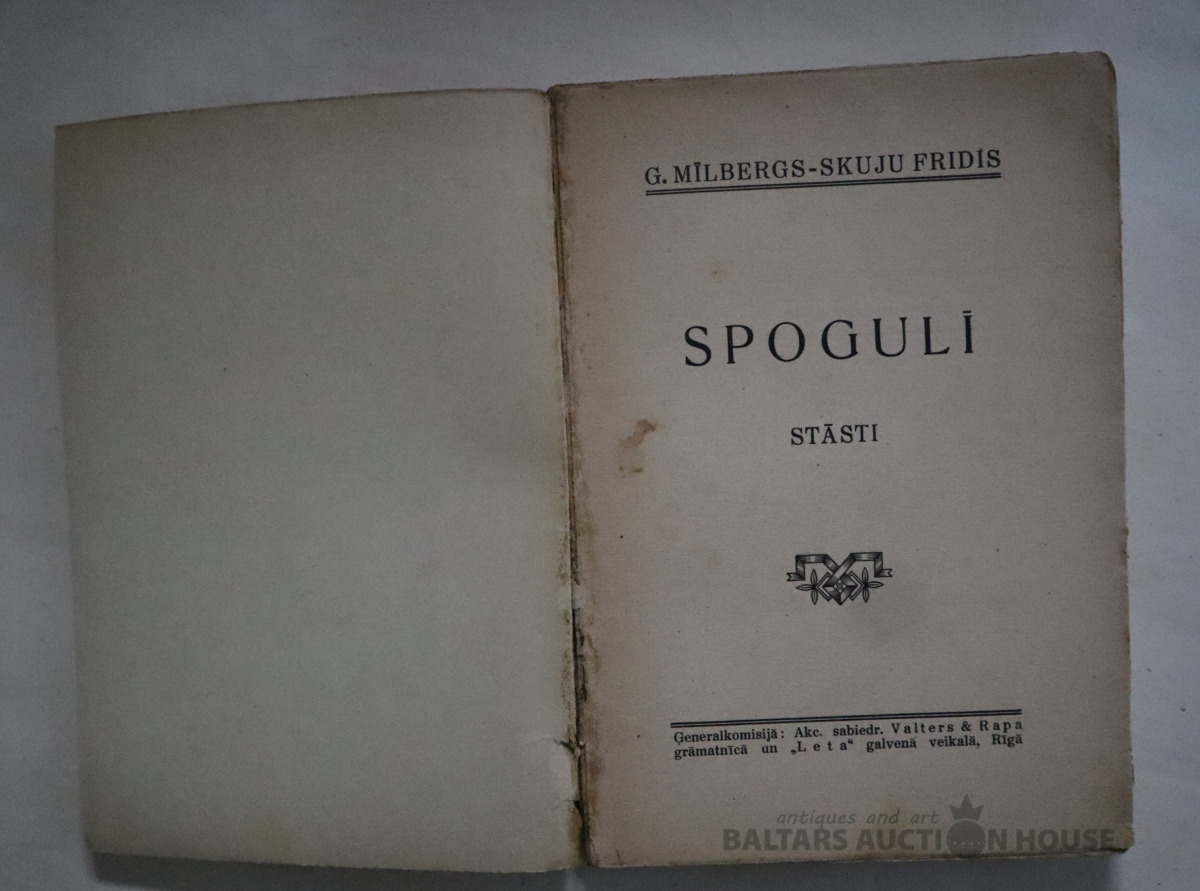 G. MĪLBERGS-SKUJU FRIDIS
SPOGULĪ
STĀSTI
Ģeneralkomisijā: Akc. sabiedr. Valters & Rapa
grāmatnīcā un „Leta“ galvenā veikalā, Rīgā
antiques and art
BALTARS AUCTION HOUSE